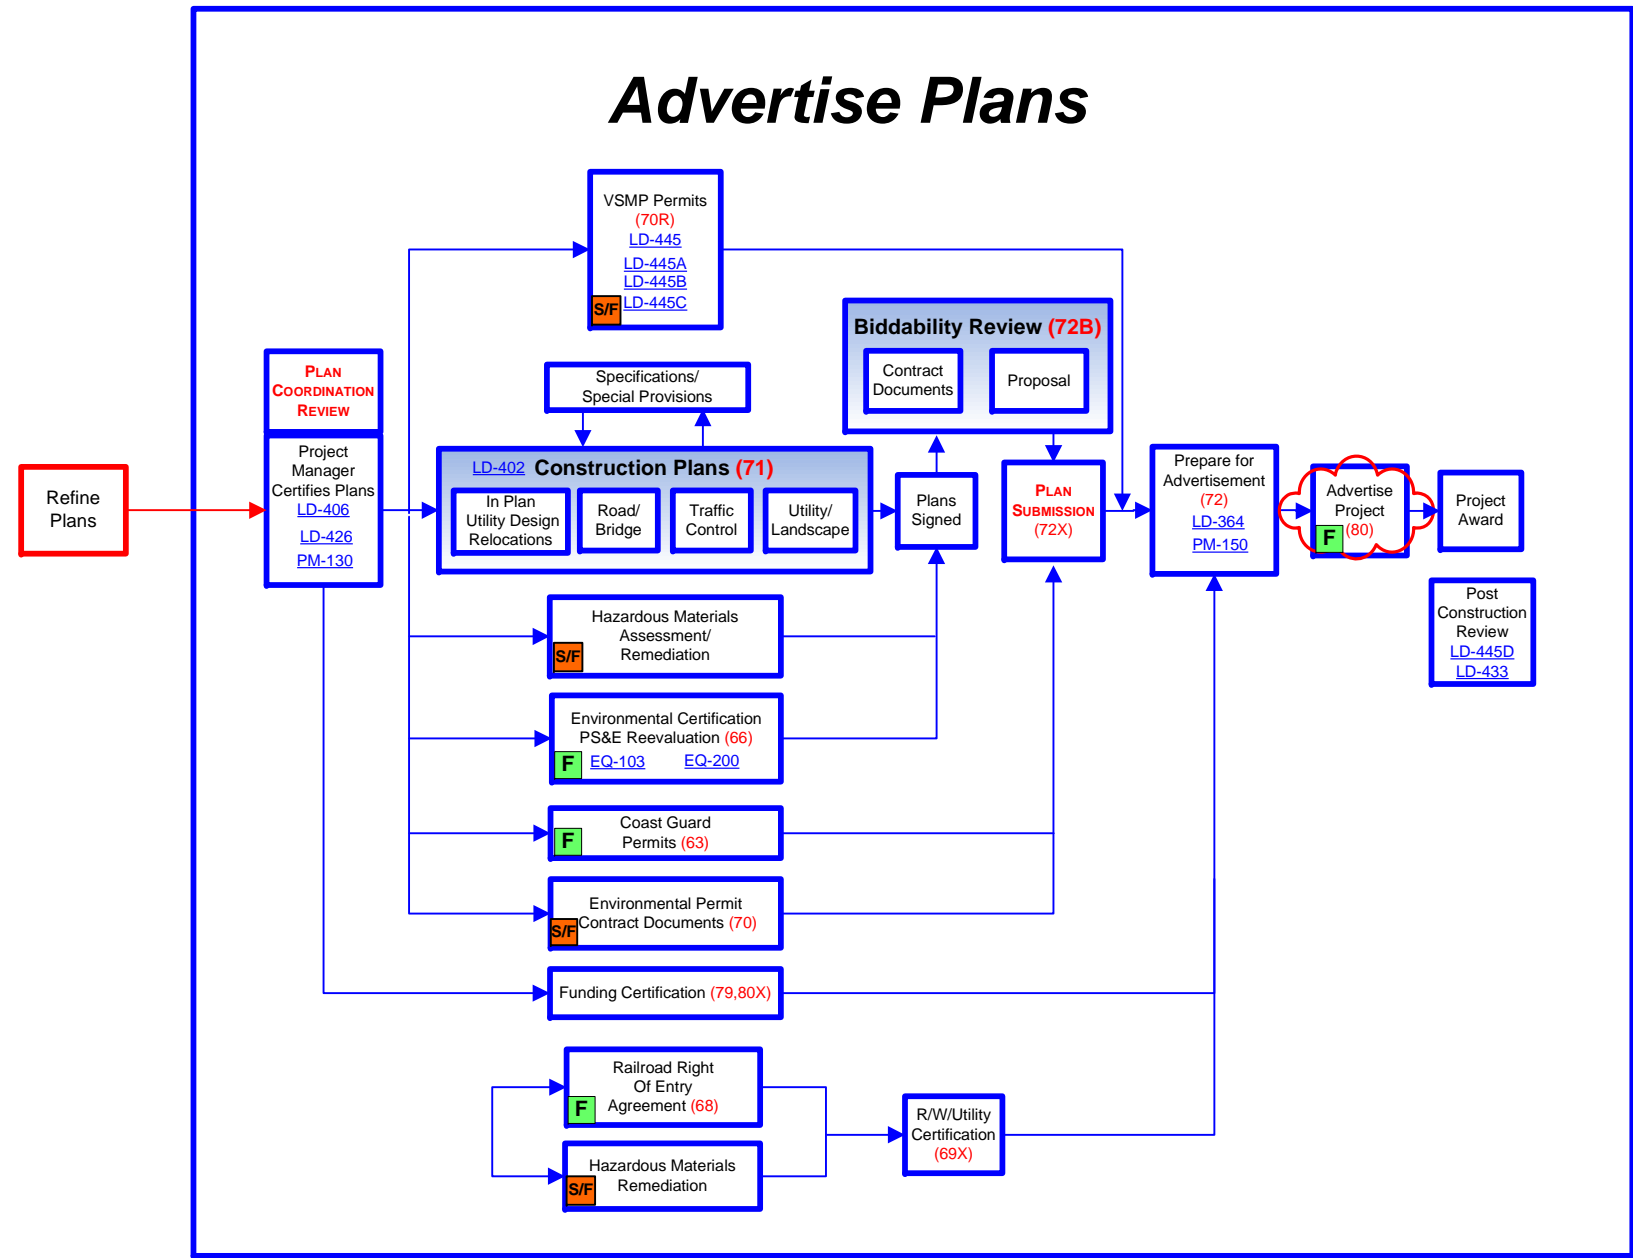 Advertise Plans
Refine
Plans
PLAN
COORDINATION
REVIEW
Project
Manager
Certifies Plans
LD-406
LD-426
PM-130
VSMP Permits
(70R)
LD-445
LD-445A
LD-445B
LD-445C
S/F
Specifications/
Special Provisions
LD-402 Construction Plans (71)
In Plan
Utility Design
Relocations
Road/
Bridge
Traffic
Control
Utility/
Landscape
Hazardous Materials
Assessment/
Remediation
S/F
Environmental Certification
PS&E Reevaluation (66)
F EQ-103 EQ-200
Coast Guard
Permits (63)
F
Environmental Permit
Contract Documents (70)
S/F
Funding Certification (79,80X)
Railroad Right
Of Entry
Agreement (68)
F
Hazardous Materials
Remediation
S/F
R/W/Utility
Certification
(69X)
Plans
Signed
Biddability Review (72B)
Contract
Documents
Proposal
PLAN
SUBMISSION
(72X)
Prepare for
Advertisement
(72)
LD-364
PM-150
Advertise
Project
(80)
F
Project
Award
Post
Construction
Review
LD-445D
LD-433